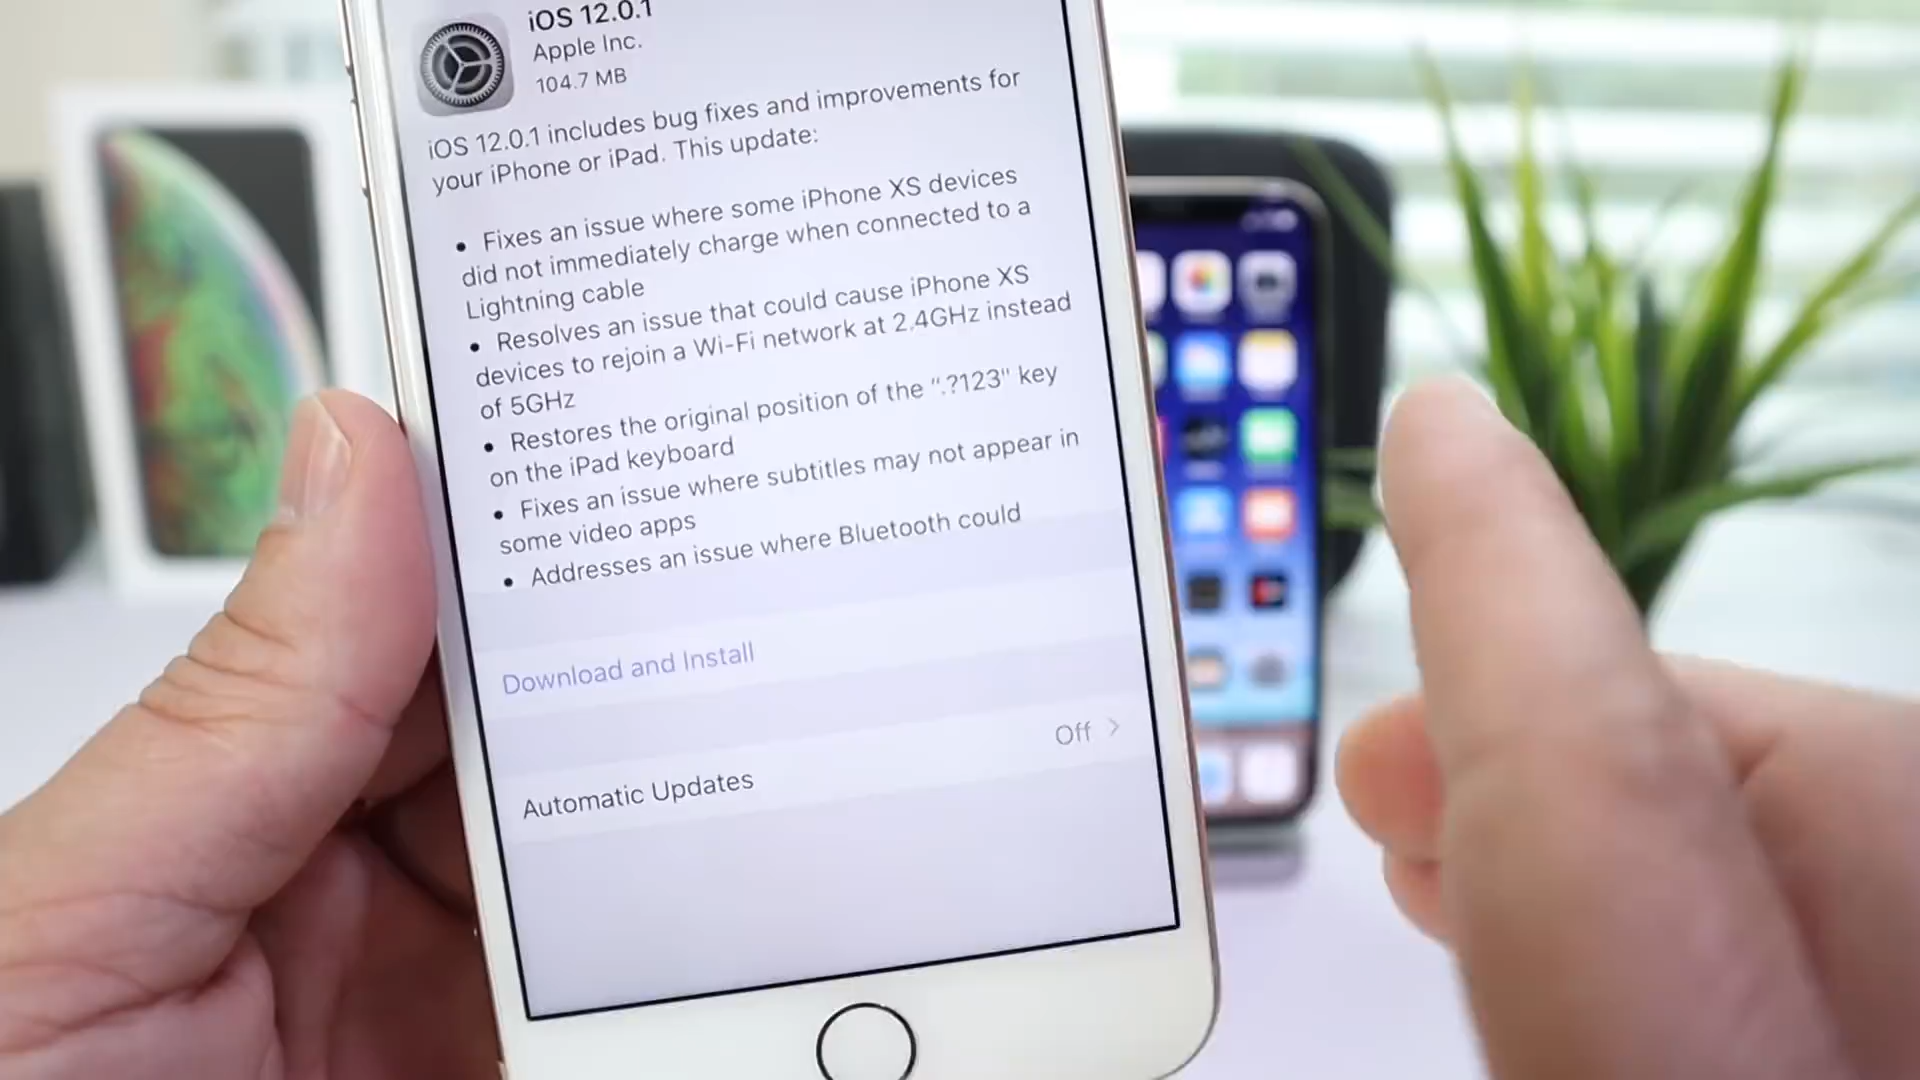 iOS 12.0.1
Apple Inc.
104.7 MB
iOS 12.0.1 includes bug fixes and improvements for
your iPhone or iPad. This update:
• Fixes an issue where some iPhone XS devices
did not immediately charge when connected to a
Lightning cable
• Resolves an issue that could cause iPhone XS
devices to rejoin a Wi-Fi network at 2.4GHz instead
of 5GHz
• Restores the original position of the “.?123" key
on the iPad keyboard
• Fixes an issue where subtitles may not appear in
some video apps
• Addresses an issue where Bluetooth could
Download and Install
Automatic Updates Off >